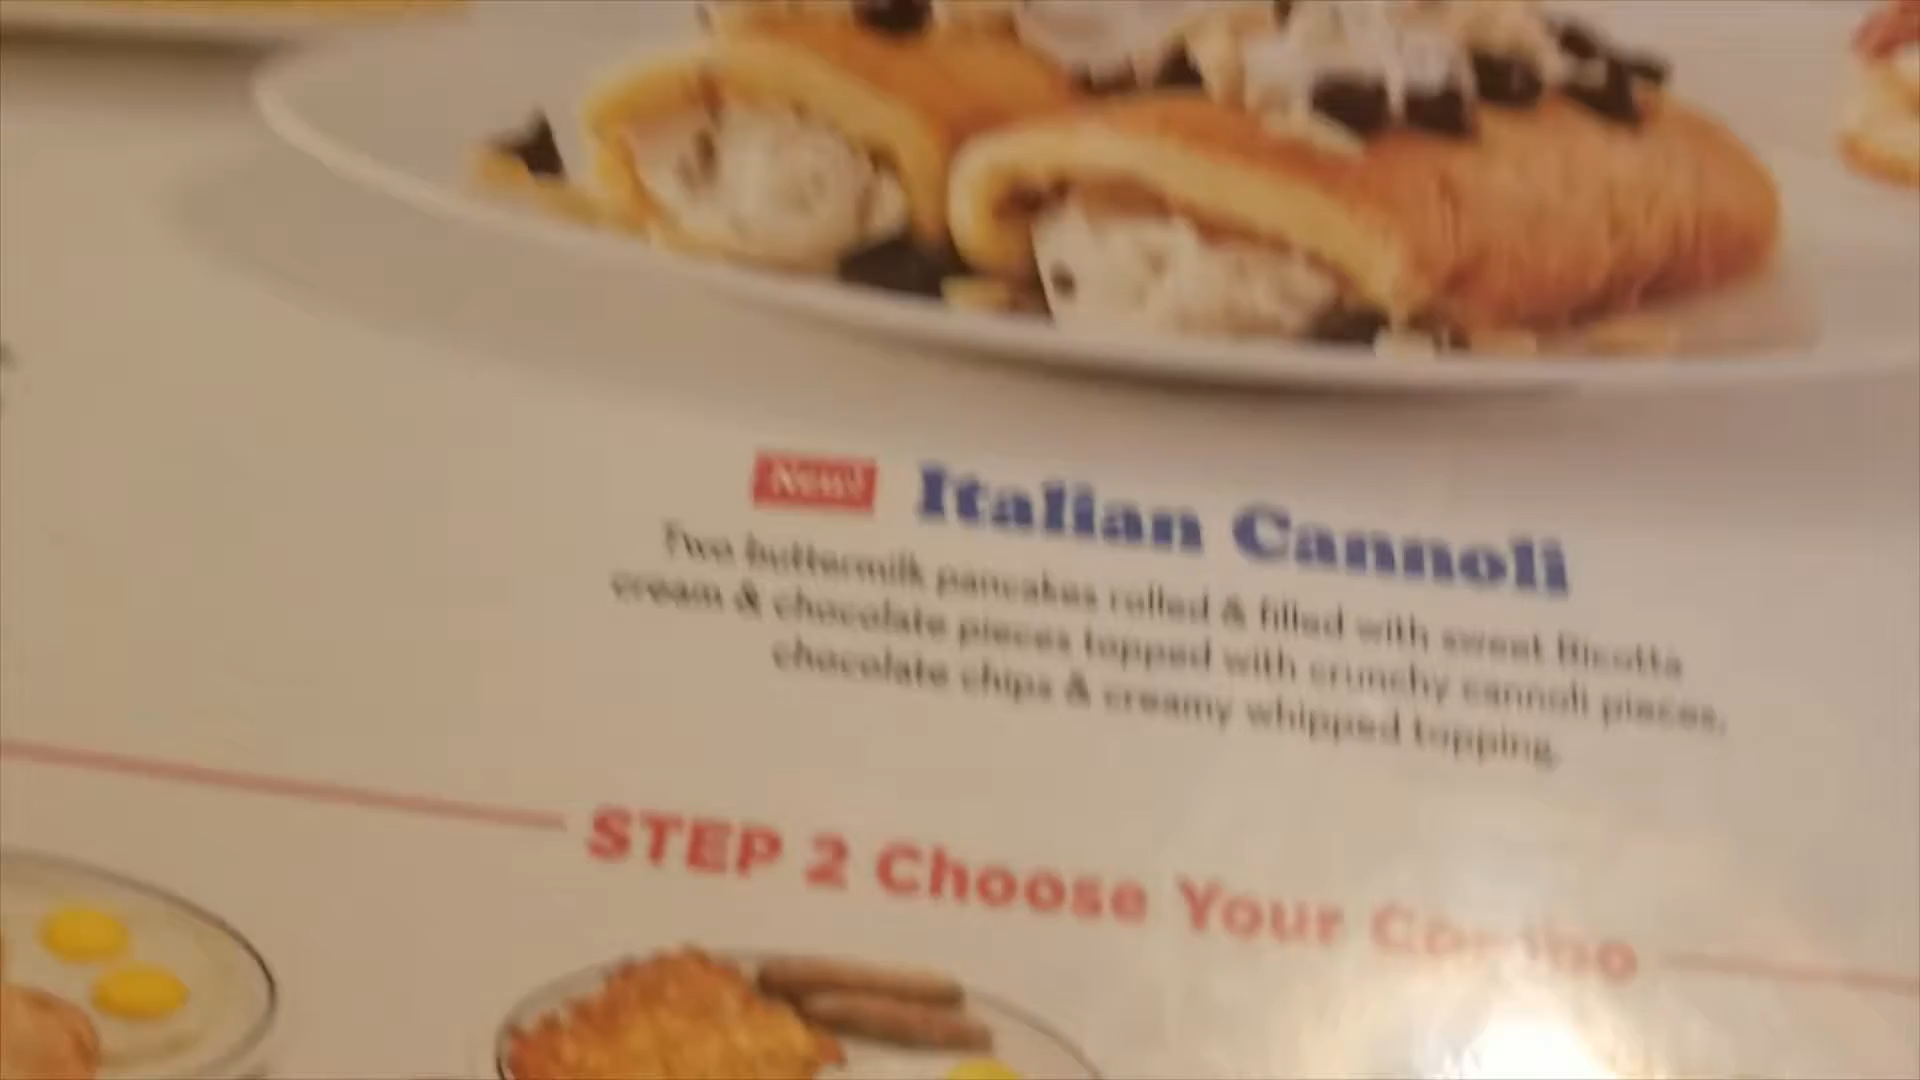 New! Italian Cannoli
Two buttermilk pancakes rolled & filled with sweet Ricotta
cream & chocolate pieces topped with crunchy cannoli pieces,
chocolate chips & creamy whipped topping.
STEP 2 Choose Your Combo